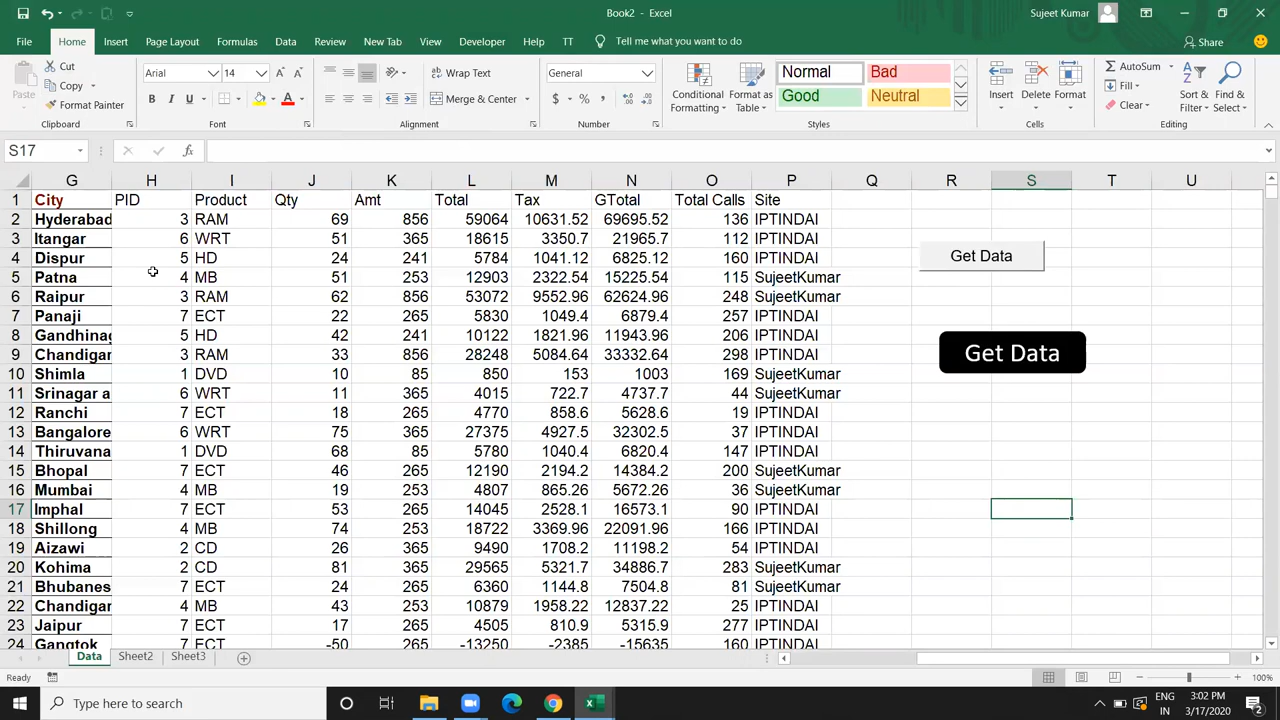 Book2 - Excel
Sujeet Kumar
File Home Insert Page Layout Formulas Data Review New Tab View Developer Help TT Tell me what you want to do Share
Cut
Copy
Format Painter
Paste
Clipboard
Arial 14
B I U
Font
Wrap Text
Merge & Center
Alignment
General
Number
Conditional Formatting
Format as Table
Normal Bad
Good Neutral
Styles
Insert Delete Format
Cells
AutoSum
Fill
Clear
Sort & Filter
Find & Select
Editing
S17
fx
G H I J K L M N O P Q R S T U
1 City PID Product Qty Amt Total Tax GTotal Total Calls Site
2 Hyderabad 3 RAM 69 856 59064 10631.52 69695.52 136 IPTINDAI
3 Itangar 6 WRT 51 365 18615 3350.7 21965.7 112 IPTINDAI
4 Dispur 5 HD 24 241 5784 1041.12 6825.12 160 IPTINDAI
5 Patna 4 MB 51 253 12903 2322.54 15225.54 115 SujeetKumar
6 Raipur 3 RAM 62 856 53072 9552.96 62624.96 248 SujeetKumar
7 Panaji 7 ECT 22 265 5830 1049.4 6879.4 257 IPTINDAI
8 Gandhinag 5 HD 42 241 10122 1821.96 11943.96 206 IPTINDAI
9 Chandigar 3 RAM 33 856 28248 5084.64 33332.64 298 IPTINDAI
10 Shimla 1 DVD 10 85 850 153 1003 169 SujeetKumar
11 Srinagar a 6 WRT 11 365 4015 722.7 4737.7 44 SujeetKumar
12 Ranchi 7 ECT 18 265 4770 858.6 5628.6 19 IPTINDAI
13 Bangalore 6 WRT 75 365 27375 4927.5 32302.5 37 IPTINDAI
14 Thiruvana 1 DVD 68 85 5780 1040.4 6820.4 147 IPTINDAI
15 Bhopal 7 ECT 46 265 12190 2194.2 14384.2 200 SujeetKumar
16 Mumbai 4 MB 19 253 4807 865.26 5672.26 36 SujeetKumar
17 Imphal 7 ECT 53 265 14045 2528.1 16573.1 90 IPTINDAI
18 Shillong 4 MB 74 253 18722 3369.96 22091.96 166 IPTINDAI
19 Aizawi 2 CD 26 365 9490 1708.2 11198.2 54 IPTINDAI
20 Kohima 2 CD 81 365 29565 5321.7 34886.7 283 SujeetKumar
21 Bhubanes 7 ECT 24 265 6360 1144.8 7504.8 81 SujeetKumar
22 Chandigar 4 MB 43 253 10879 1958.22 12837.22 25 IPTINDAI
23 Jaipur 7 ECT 17 265 4505 810.9 5315.9 277 IPTINDAI
24 Gangtok 7 ECT -50 265 -13250 -2385 -15635 160 IPTINDAI
Get Data
Get Data
Data Sheet2 Sheet3
Ready
100%
Type here to search
ENG
IN
3:02 PM
3/17/2020
2